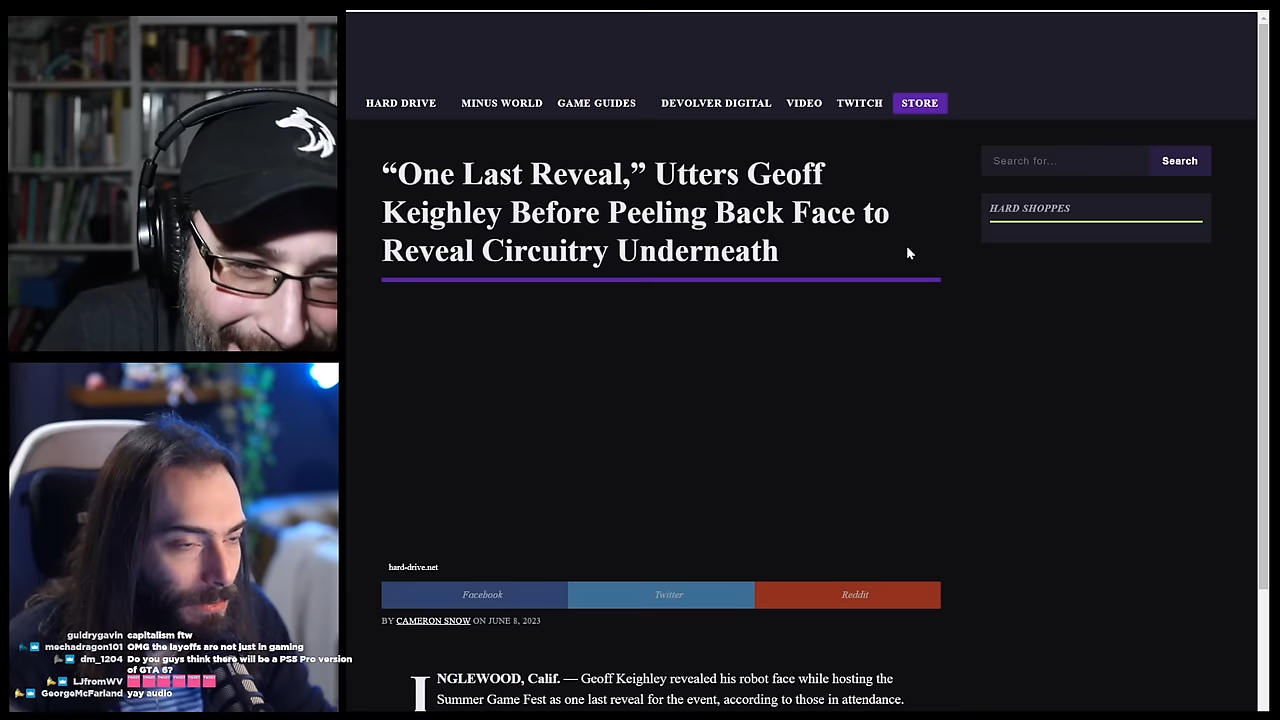 HARD DRIVE MINUS WORLD GAME GUIDES DEVOLVER DIGITAL VIDEO TWITCH STORE
“One Last Reveal,” Utters Geoff
Keighley Before Peeling Back Face to
Reveal Circuitry Underneath
Search for... Search
HARD SHOPPES
hard-drive.net
Facebook Twitter Reddit
BY CAMERON SNOW ON JUNE 8, 2023
INGLEWOOD, Calif. — Geoff Keighley revealed his robot face while hosting the
Summer Game Fest as one last reveal for the event, according to those in attendance.
guidrygavin capitalism ftw
mechadragon101 OMG the layoffs are not just in gaming
dm_1204 Do you guys think there will be a PS5 Pro version
of GTA 6?
LJfromWV
GeorgeMcFarland yay audio